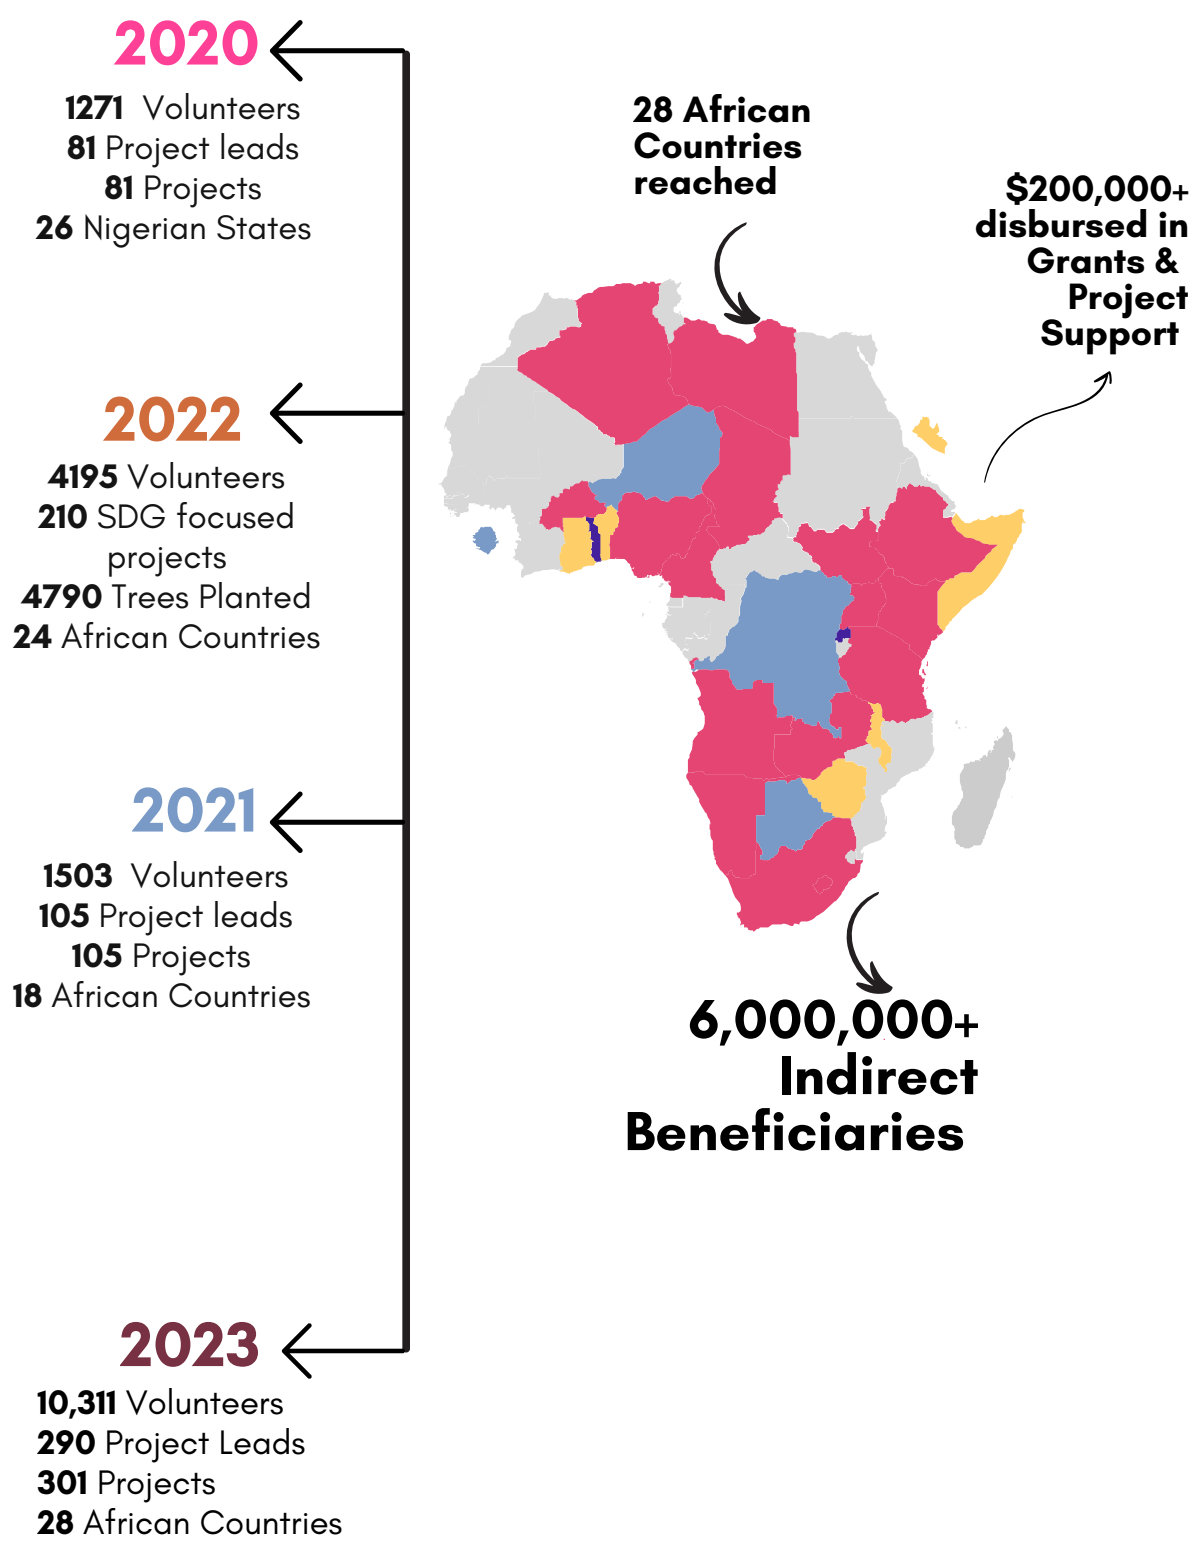 2020
1271 Volunteers
81 Project leads
81 Projects
26 Nigerian States
2022
4195 Volunteers
210 SDG focused
projects
4790 Trees Planted
24 African Countries
2021
1503 Volunteers
105 Project leads
105 Projects
18 African Countries
2023
10,311 Volunteers
290 Project Leads
301 Projects
28 African Countries
28 African
Countries
reached
$200,000+
disbursed in
Grants &
Project
Support
6,000,000+
Indirect
Beneficiaries